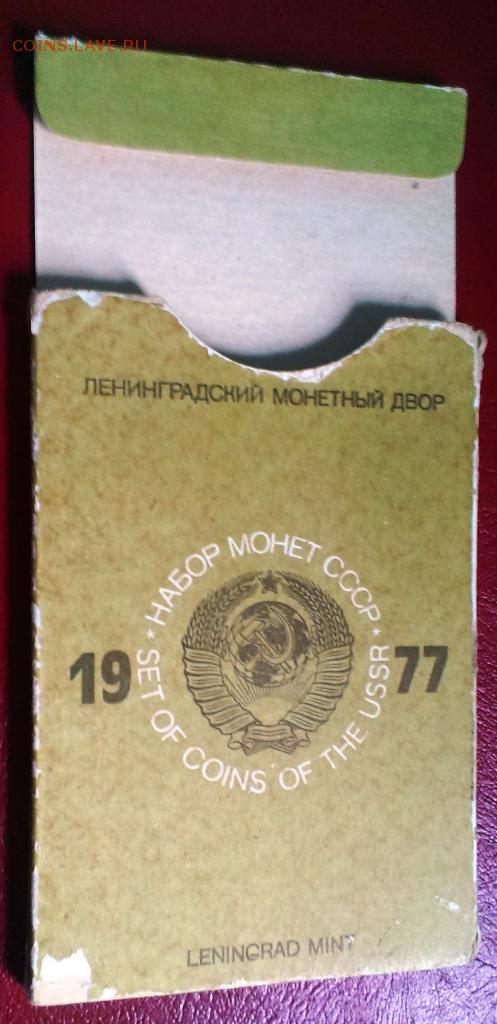 COINS.LAVE.RU
ЛЕНИНГРАДСКИЙ МОНЕТНЫЙ ДВОР
* НАБОР МОНЕТ СССР *
19 77
SET OF COINS OF THE USSR
LENINGRAD MINT